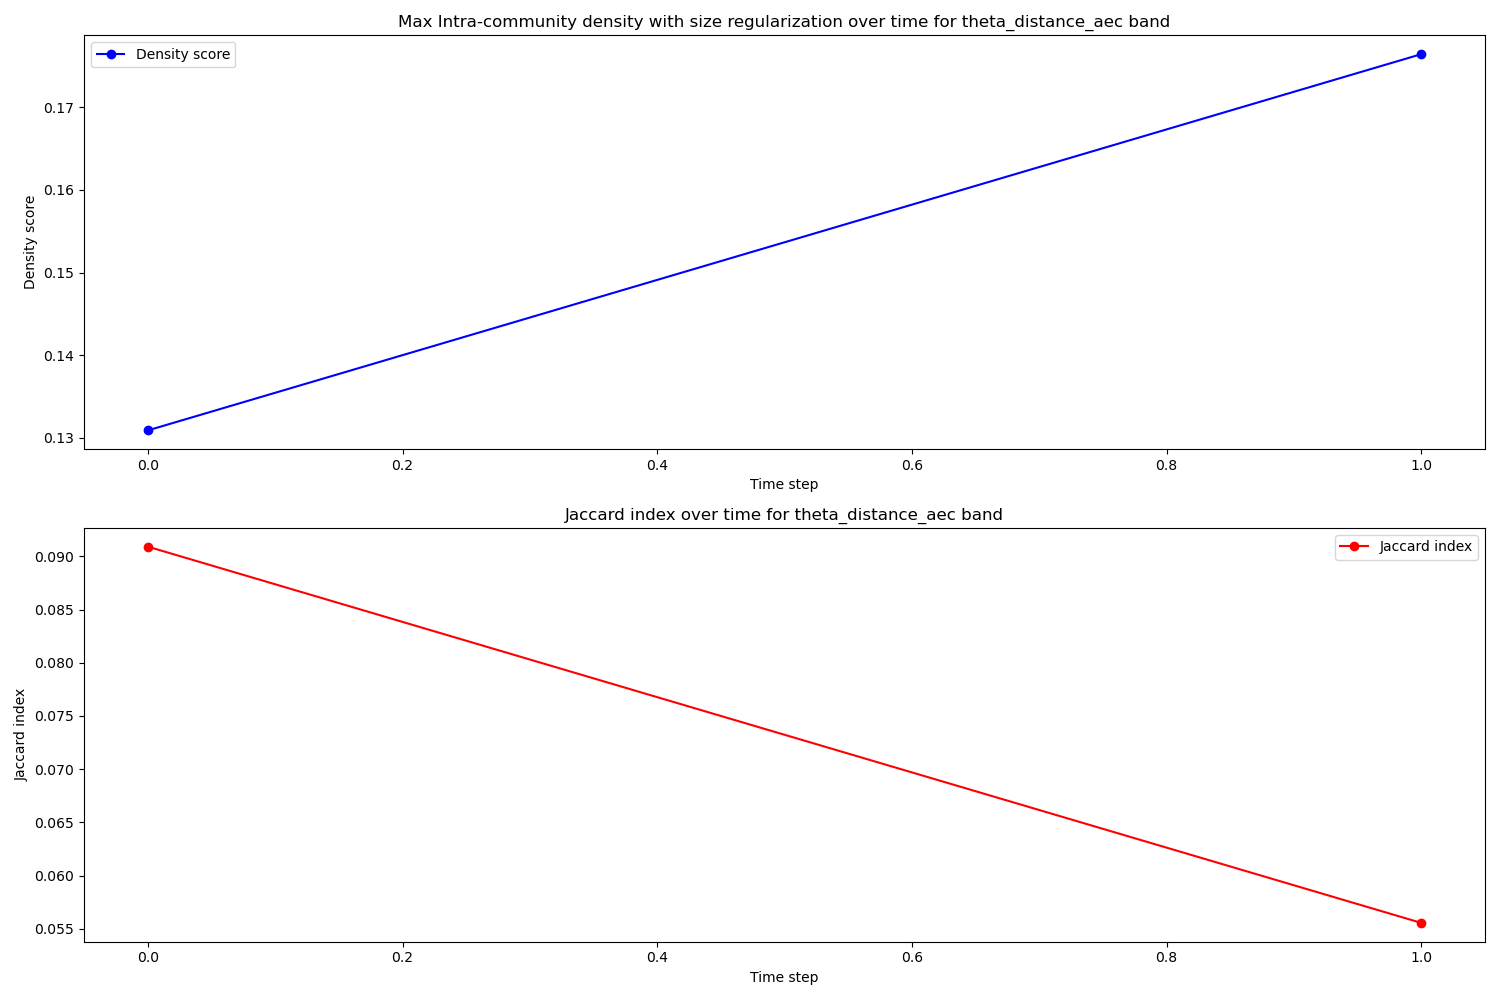 Max Intra-community density with size regularization over time for theta_distance_aec band
Density score
0.17
0.16
0.15
0.14
0.13
Density score
0.0 0.2 0.4 0.6 0.8 1.0
Time step
Jaccard index over time for theta_distance_aec band
Jaccard index
0.090
0.085
0.080
0.075
0.070
0.065
0.060
0.055
Jaccard index
0.0 0.2 0.4 0.6 0.8 1.0
Time step